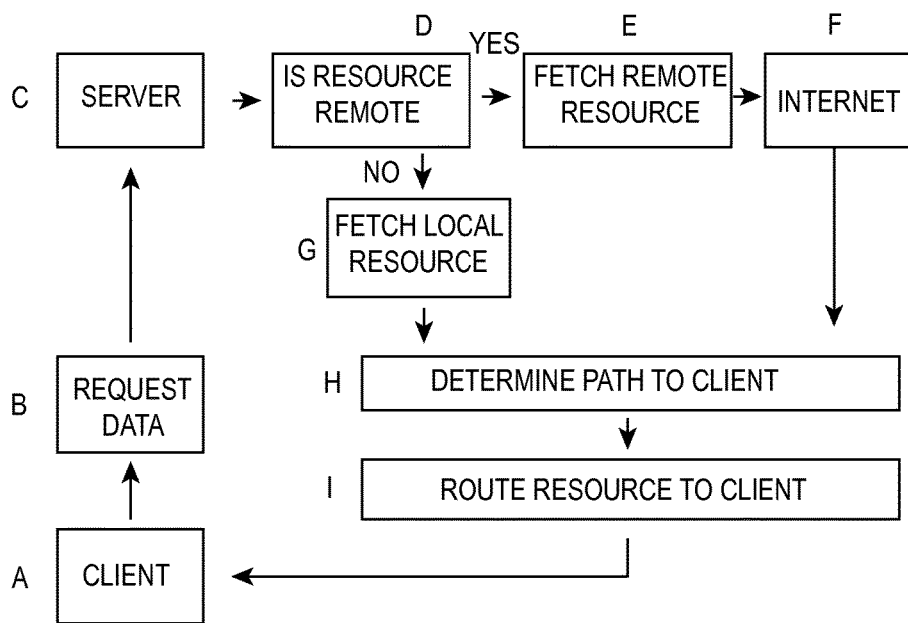 D
E
F
YES
C
SERVER
IS RESOURCE
REMOTE
FETCH REMOTE
RESOURCE
INTERNET
NO
G
FETCH LOCAL
RESOURCE
B
REQUEST
DATA
H
DETERMINE PATH TO CLIENT
I
ROUTE RESOURCE TO CLIENT
A
CLIENT